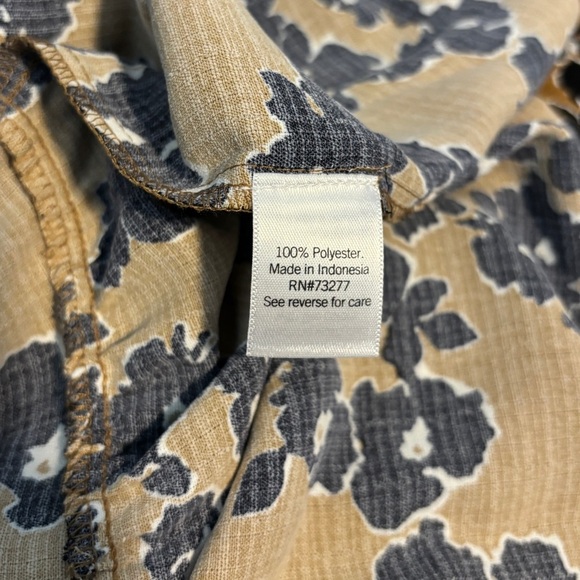 100% Polyester.
Made in Indonesia
RN#73277
See reverse for care